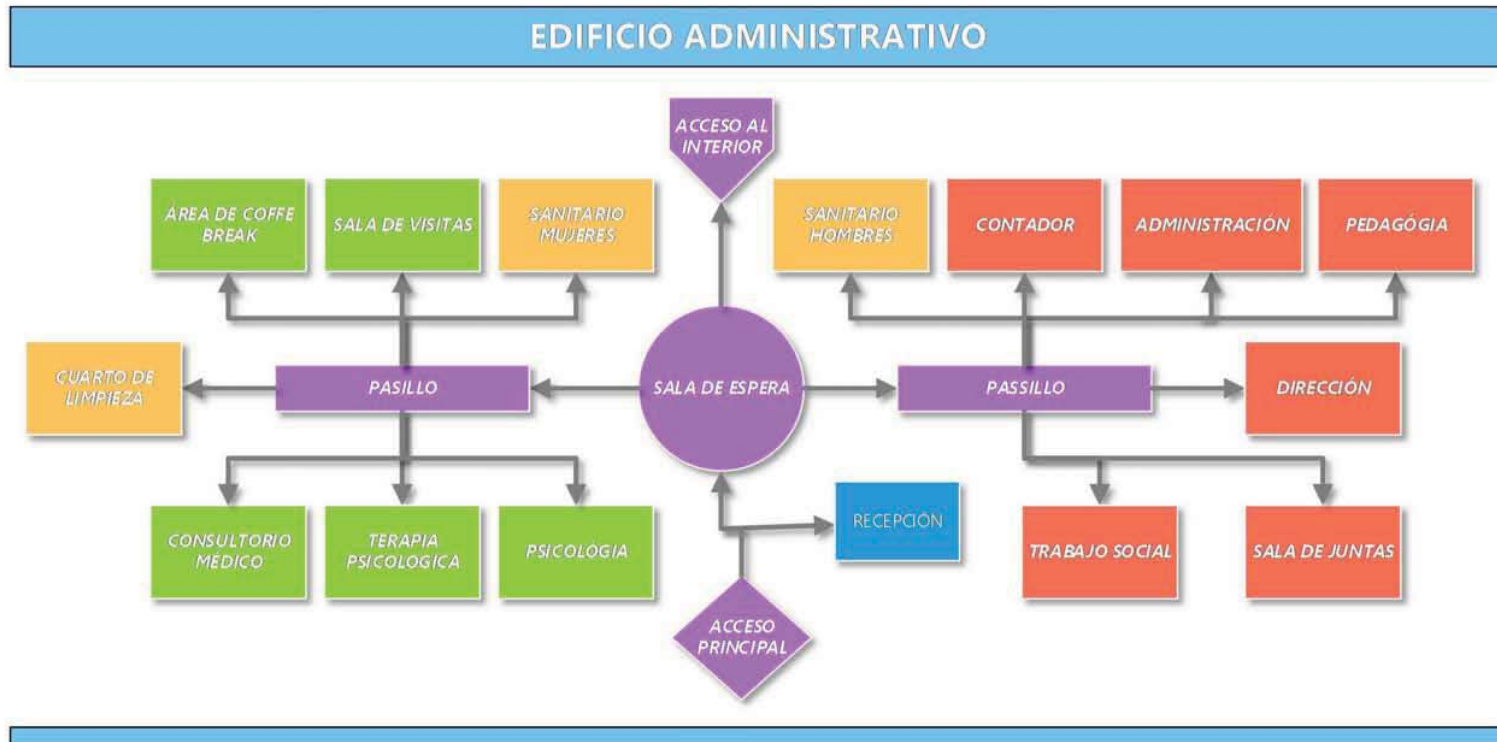 EDIFICIO ADMINISTRATIVO
ACCESO AL
INTERIOR
ÁREA DE COFFE
BREAK
SALA DE VISITAS
SANITARIO
MUJERES
SANITARIO
HOMBRES
CONTADOR
ADMINISTRACIÓN
PEDAGÓGIA
CUARTO DE
LIMPIEZA
PASILLO
SALA DE ESPERA
PASSILLO
DIRECCIÓN
CONSULTORIO
MÉDICO
TERAPIA
PSICOLOGICA
PSICOLÓGIA
RECEPCIÓN
TRABAJO SOCIAL
SALA DE JUNTAS
ACCESO
PRINCIPAL